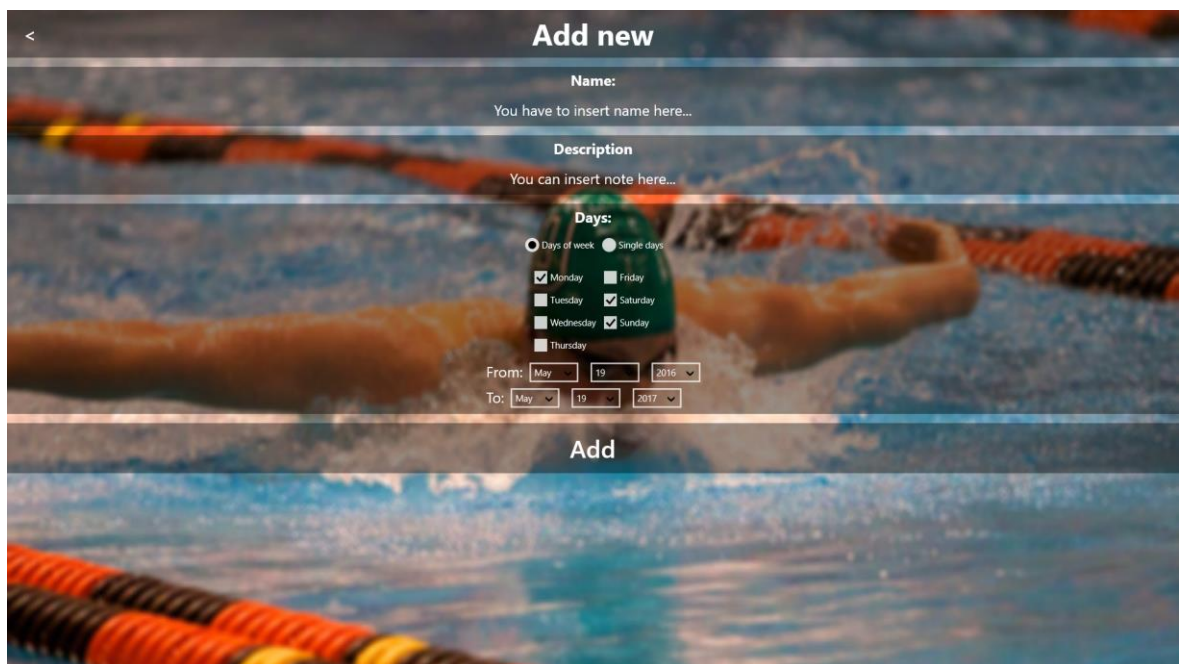 <
Add new
Name:
You have to insert name here...
Description
You can insert note here...
Days:
Days of week Single days
Monday Friday
Tuesday Saturday
Wednesday Sunday
Thursday
From: May 19 2016
To: May 19 2017
Add